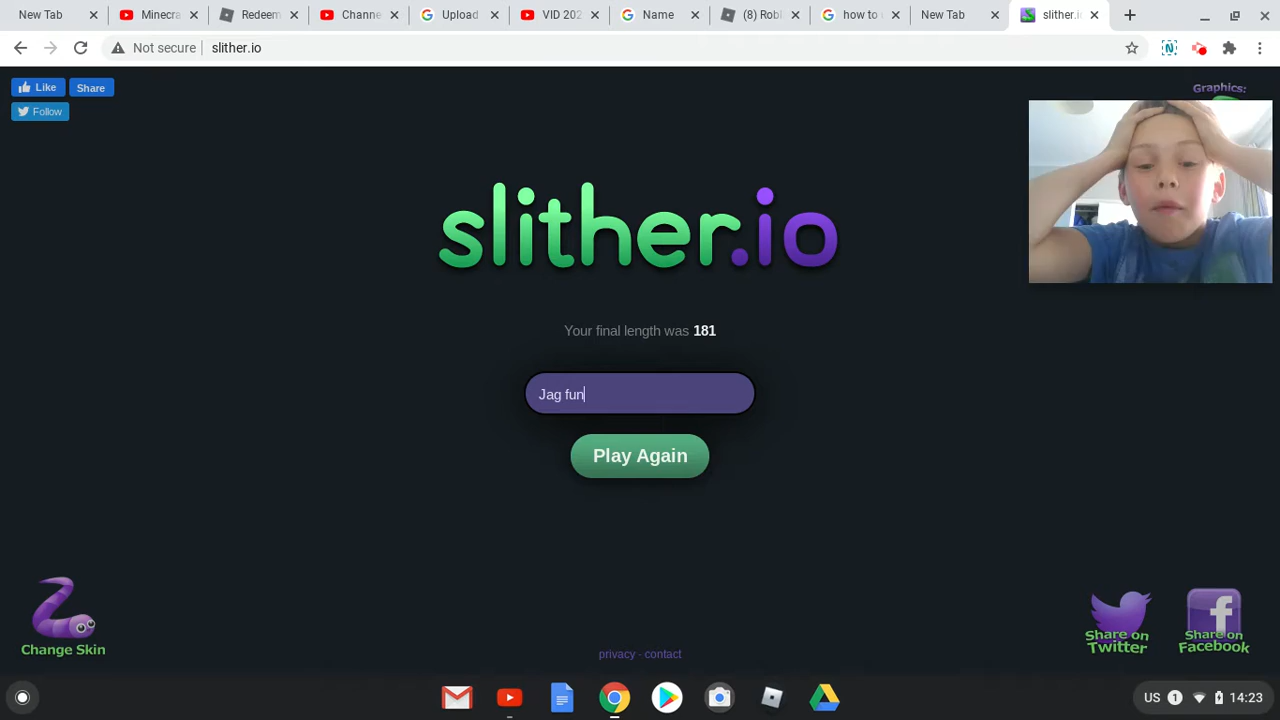 New Tab
Minecra
Redeem
Channe
Upload
VID 202
Name
(8) Robl
how to
New Tab
slither.i
Not secure
slither.io
Like
Share
Follow
Graphics:
slither.io
Your final length was 181
Jag fun
Play Again
Change Skin
Share on
Twitter
Share on
Facebook
privacy · contact
US
1
14:23